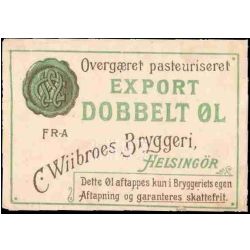 Overgæret pasteuriseret
EXPORT
DOBBELT ØL
FRA
C. Wiibroes Bryggeri,
HELSINGÖR
Dette Øl aftappes kun i Bryggeriets egen
Aftapning og garanteres skattefrit.